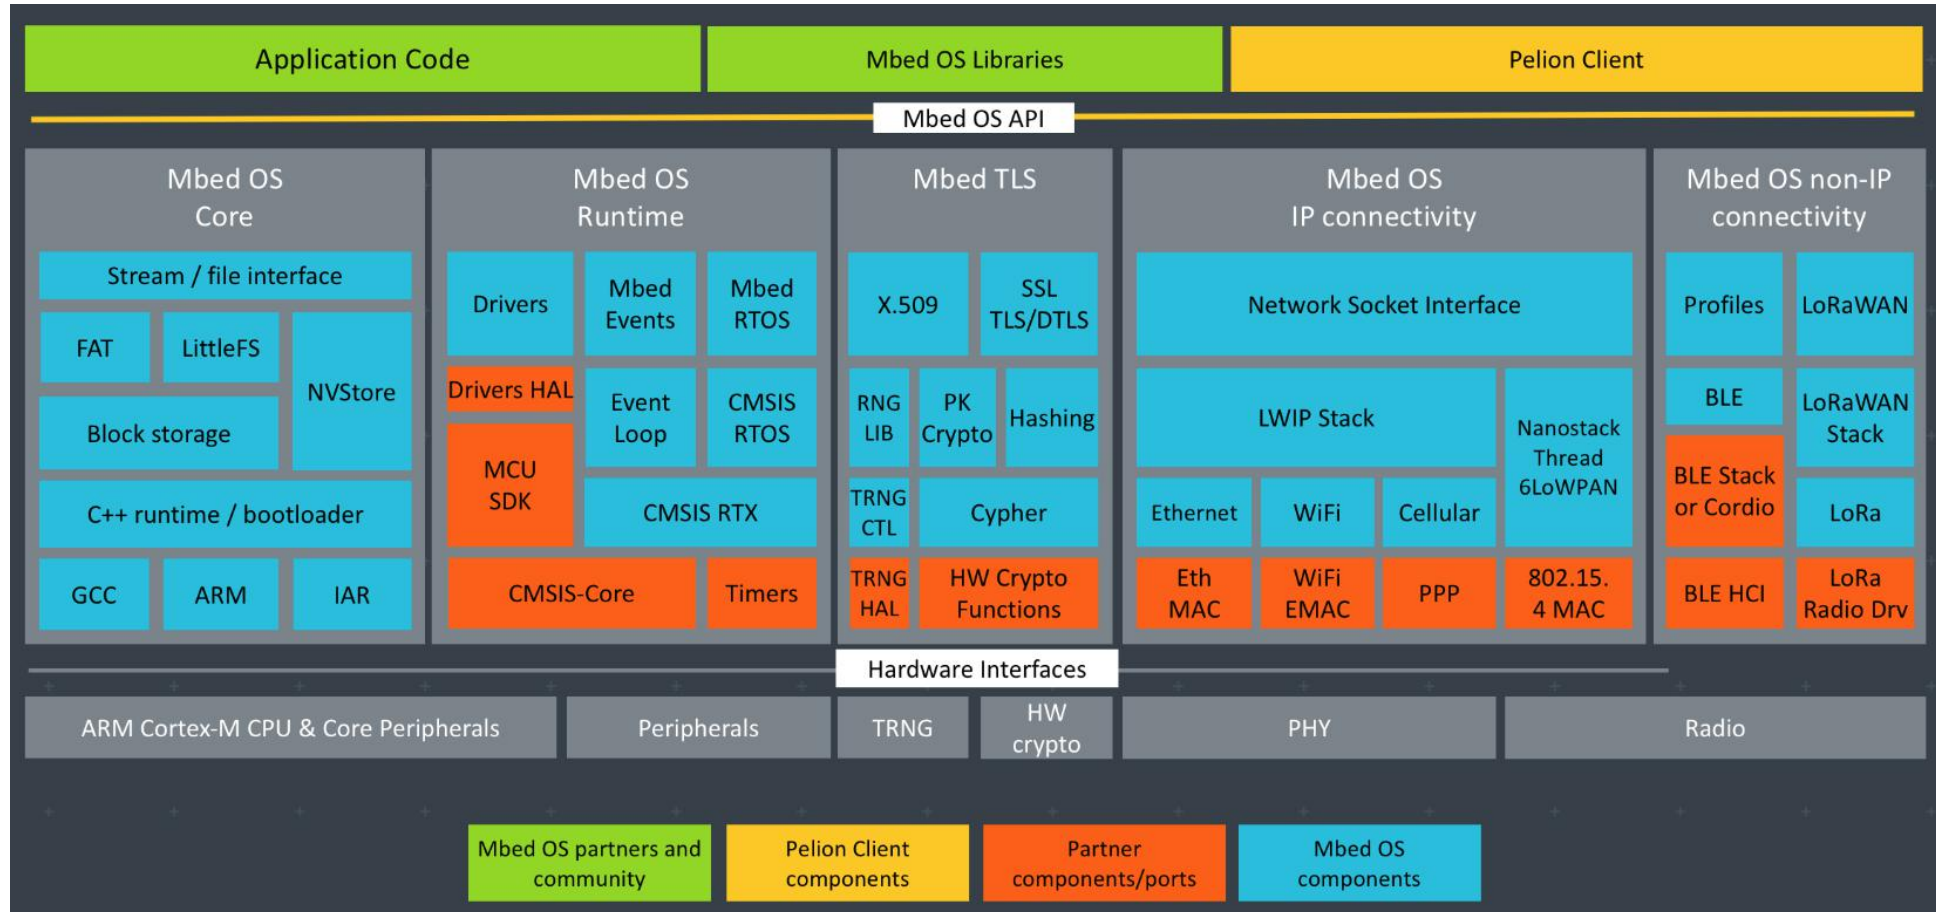 Application Code
Mbed OS Libraries
Pelion Client
Mbed OS API
Mbed OS
Core
Stream / file interface
FAT
LittleFS
NVStore
Block storage
C++ runtime / bootloader
GCC
ARM
IAR
Mbed OS
Runtime
Drivers
Mbed
Events
Mbed
RTOS
Drivers HAL
Event
Loop
CMSIS
RTOS
MCU
SDK
CMSIS RTX
CMSIS-Core
Timers
Mbed TLS
X.509
SSL
TLS/DTLS
RNG
LIB
PK
Crypto
Hashing
TRNG
CTL
Cypher
TRNG
HAL
HW Crypto
Functions
Mbed OS
IP connectivity
Network Socket Interface
LWIP Stack
Nanostack
Thread
6LoWPAN
Ethernet
WiFi
Cellular
Eth
MAC
WiFi
EMAC
PPP
802.15.
4 MAC
Mbed OS non-IP
connectivity
Profiles
LoRaWAN
BLE
LoRaWAN
Stack
BLE Stack
or Cordio
LoRa
BLE HCI
LoRa
Radio Drv
Hardware Interfaces
ARM Cortex-M CPU & Core Peripherals
Peripherals
TRNG
HW
crypto
PHY
Radio
Mbed OS partners and
community
Pelion Client
components
Partner
components/ports
Mbed OS
components